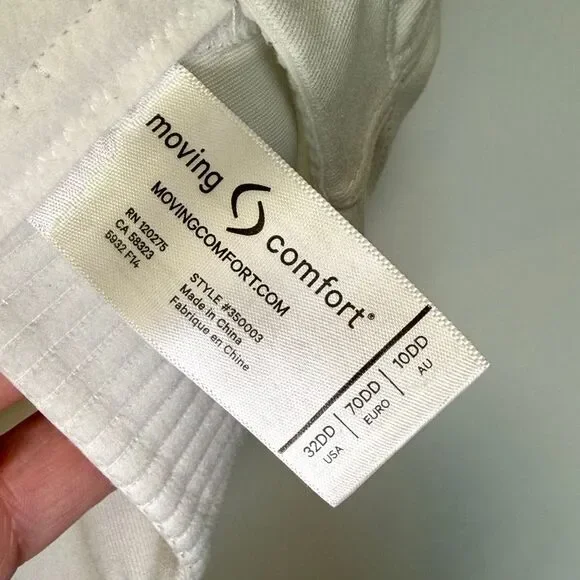 moving comfort®
MOVINGCOMFORT.COM
RN 120275
CA 58323
5932 F14
STYLE #350003
Made in China
Fabrique en Chine
32DD | 70DD | 10DD
USA | EURO | AU